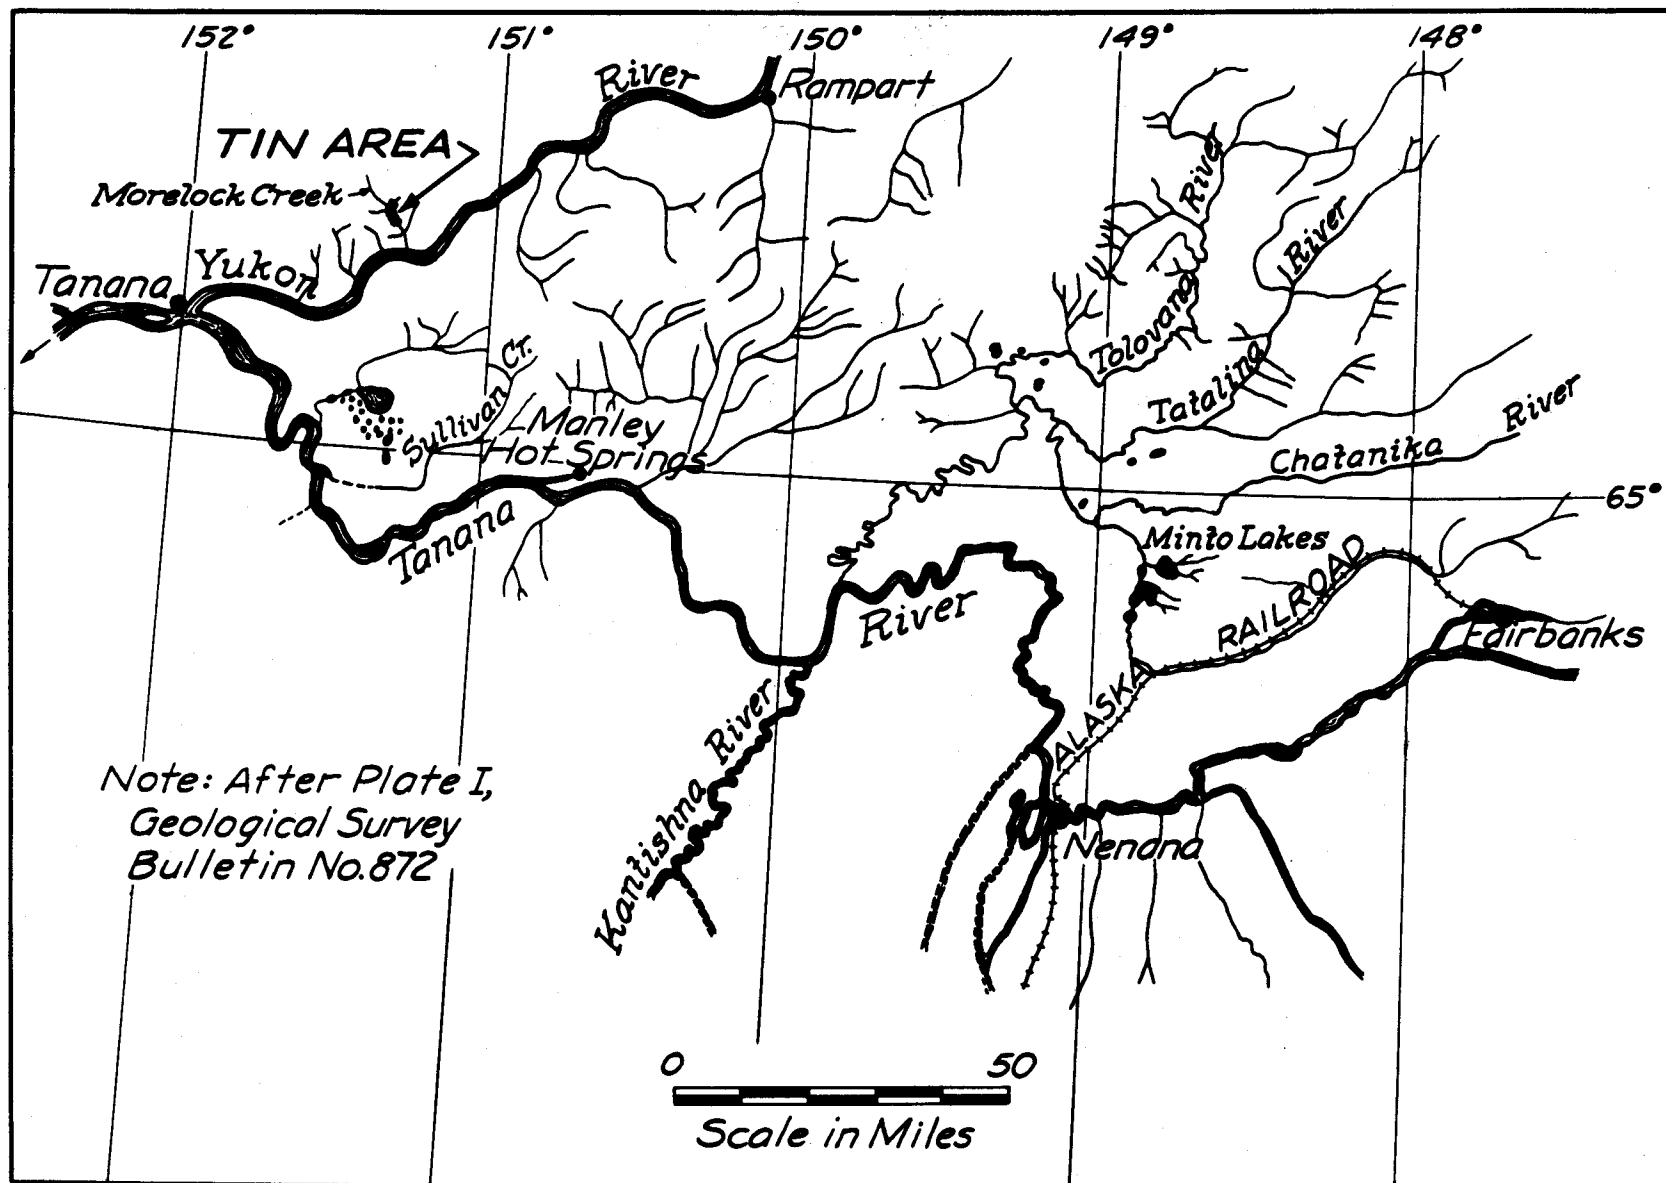 152° 151° 150° 149° 148°
River
Rampart
TIN AREA
Morelock Creek
River
River
Tanana
Yukon
Tolovana
Sullivan Cr.
Tatalina
Manley
Hot Springs
Chatanika
River
65°
Tanana
Minto Lakes
River
ALASKA RAILROAD
Fairbanks
Kantishna River
Nenana
Note: After Plate I,
Geological Survey
Bulletin No. 872
0 50
Scale in Miles